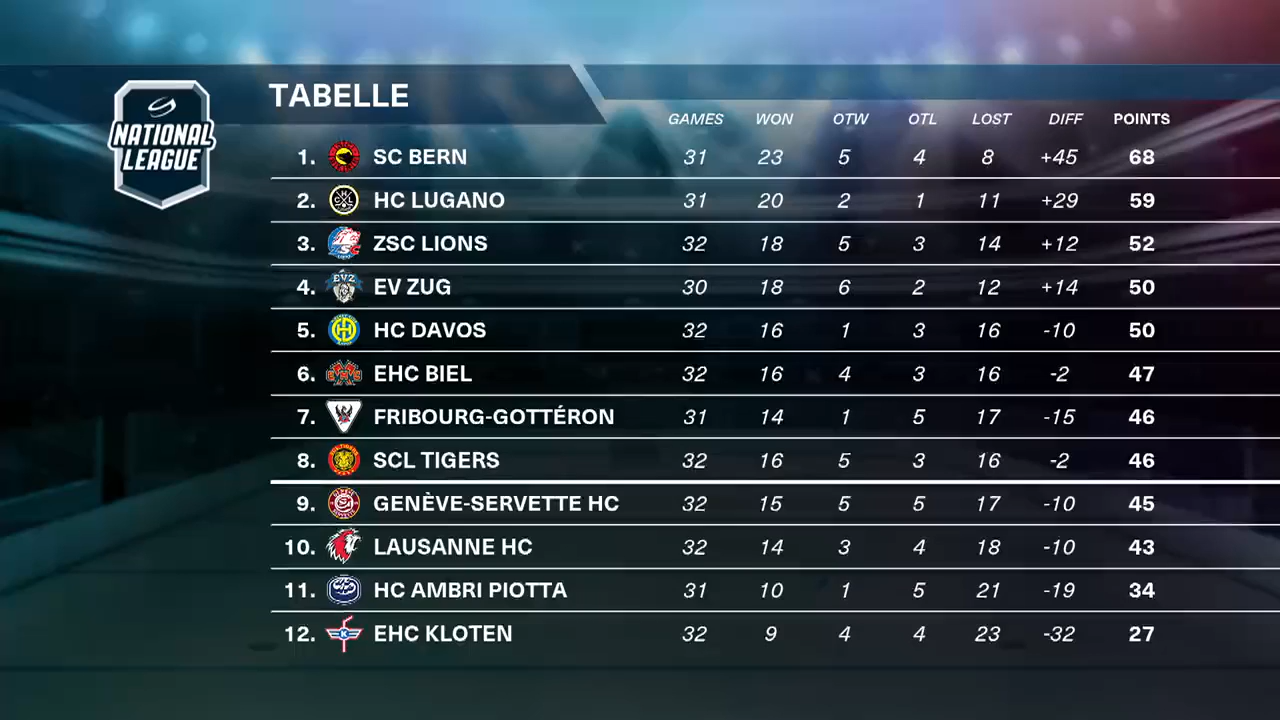 TABELLE
NATIONAL
LEAGUE
GAMES WON OTW OTL LOST DIFF POINTS
1. SC BERN 31 23 5 4 8 +45 68
2. HC LUGANO 31 20 2 1 11 +29 59
3. ZSC LIONS 32 18 5 3 14 +12 52
4. EV ZUG 30 18 6 2 12 +14 50
5. HC DAVOS 32 16 1 3 16 -10 50
6. EHC BIEL 32 16 4 3 16 -2 47
7. FRIBOURG-GOTTÉRON 31 14 1 5 17 -15 46
8. SCL TIGERS 32 16 5 3 16 -2 46
9. GENÈVE-SERVETTE HC 32 15 5 5 17 -10 45
10. LAUSANNE HC 32 14 3 4 18 -10 43
11. HC AMBRI PIOTTA 31 10 1 5 21 -19 34
12. EHC KLOTEN 32 9 4 4 23 -32 27